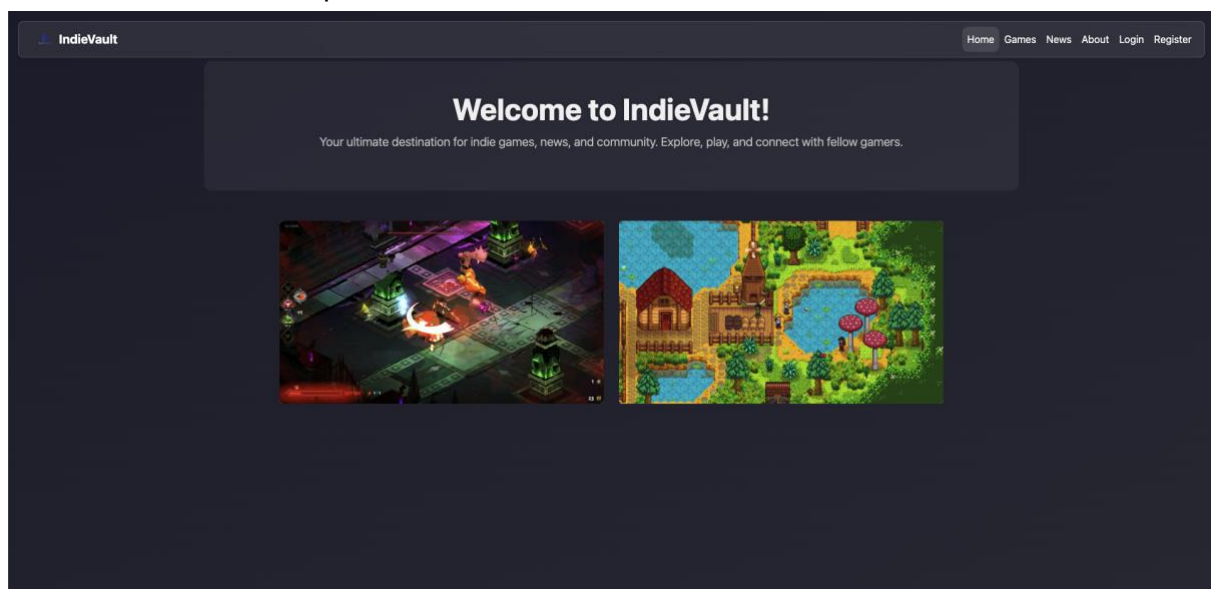 IndieVault
Home Games News About Login Register
Welcome to IndieVault!
Your ultimate destination for indie games, news, and community. Explore, play, and connect with fellow gamers.